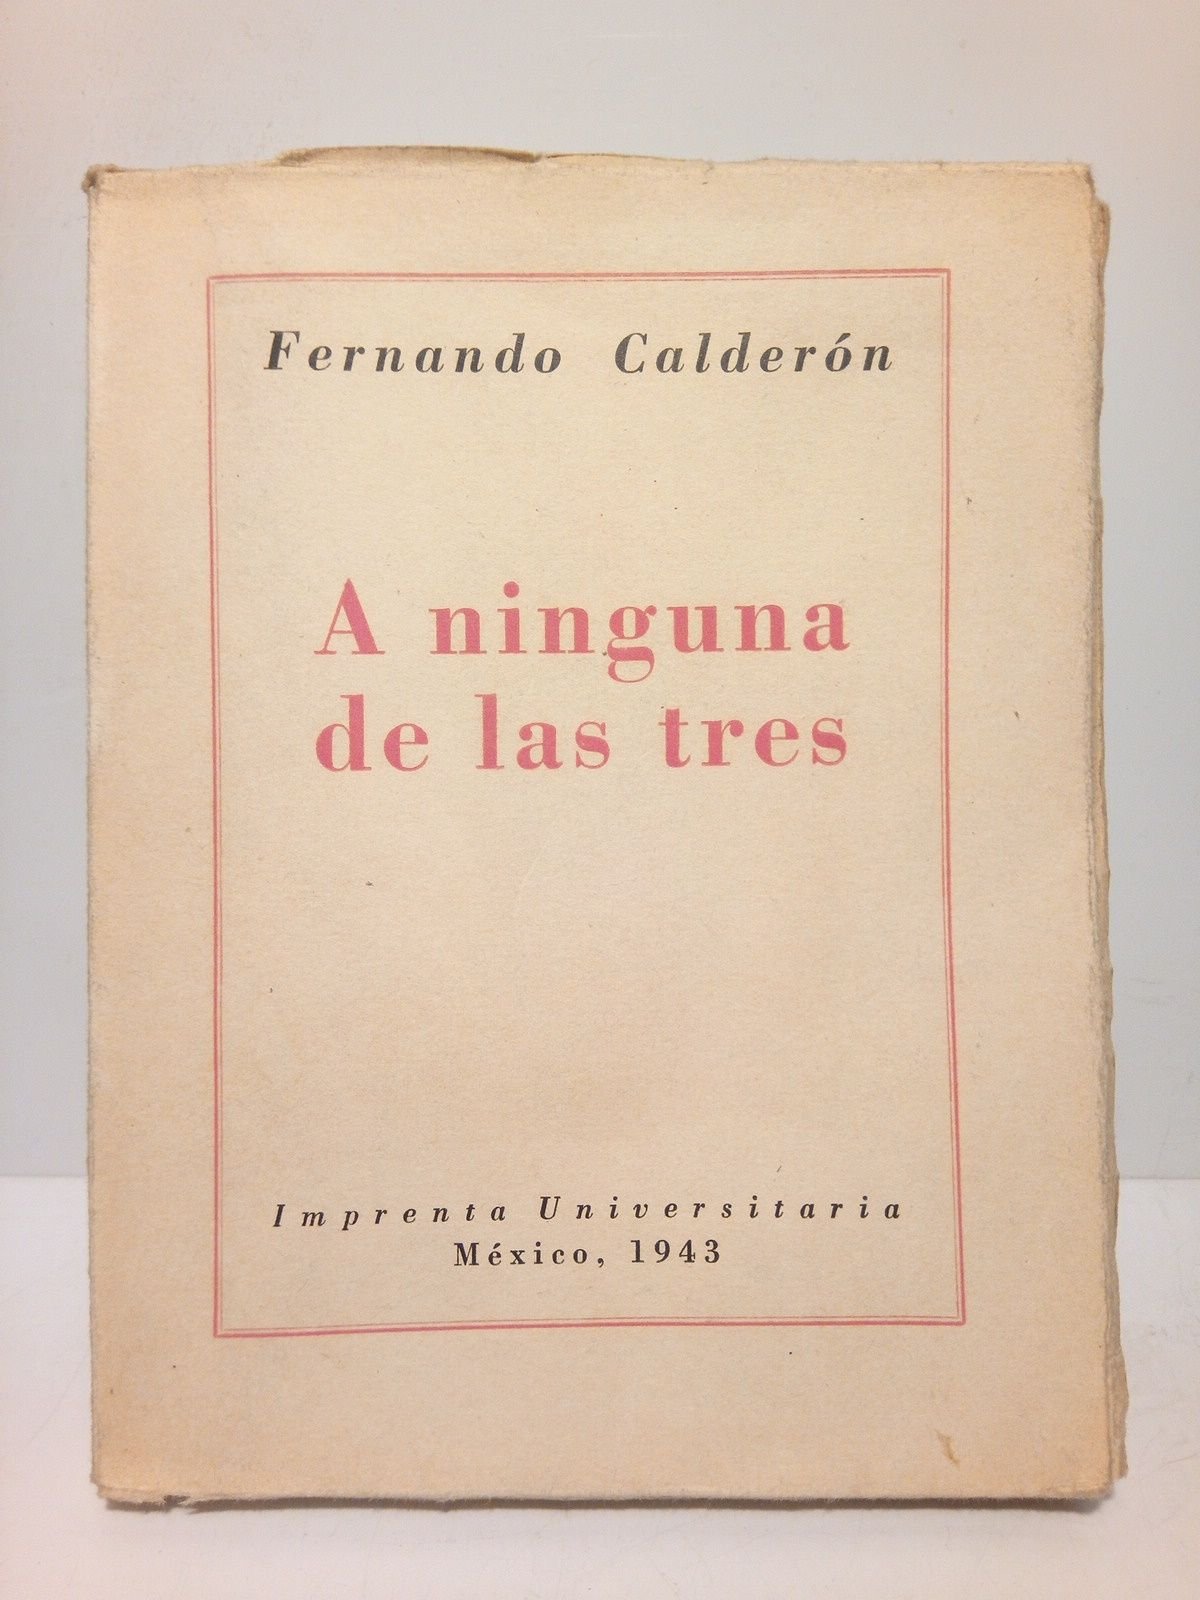 Fernando Calderón
A ninguna
de las tres
Imprenta Universitaria
México, 1943